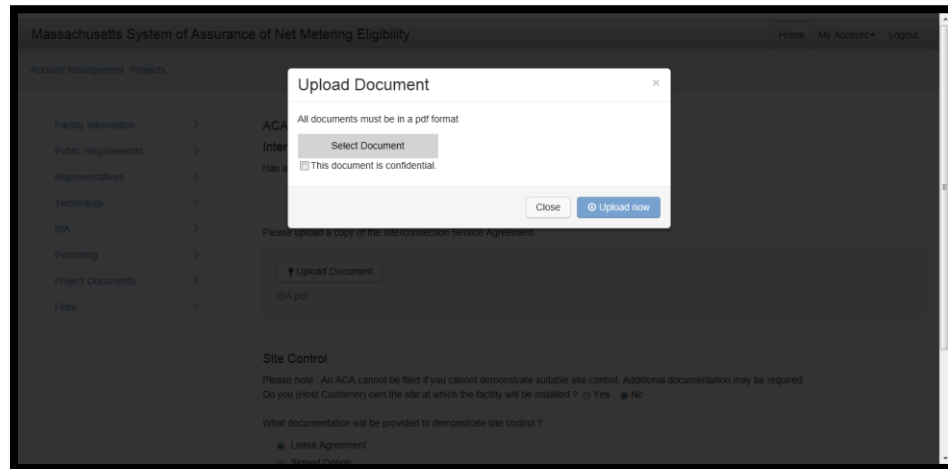 Massachusetts System of Assurance of Net Metering Eligibility
Home My Account Logout
Account management Projects
Upload Document
×
All documents must be in a pdf format
Select Document
This document is confidential.
Close Upload now
Facility Information
Public Requirements
Representatives
Technology
ISA
Permitting
Project Documents
Fees
ACA
Inter
Has a
Please upload a copy of the Interconnection Service Agreement.
Upload Document
ISA.pdf
Site Control
Please note : An ACA cannot be filed if you cannot demonstrate suitable site control. Additional documentation may be required.
Do you (Host Customer) own the site at which the facility will be installed ? Yes No
What documentation will be provided to demonstrate site control ?
Lease Agreement
Signed Option